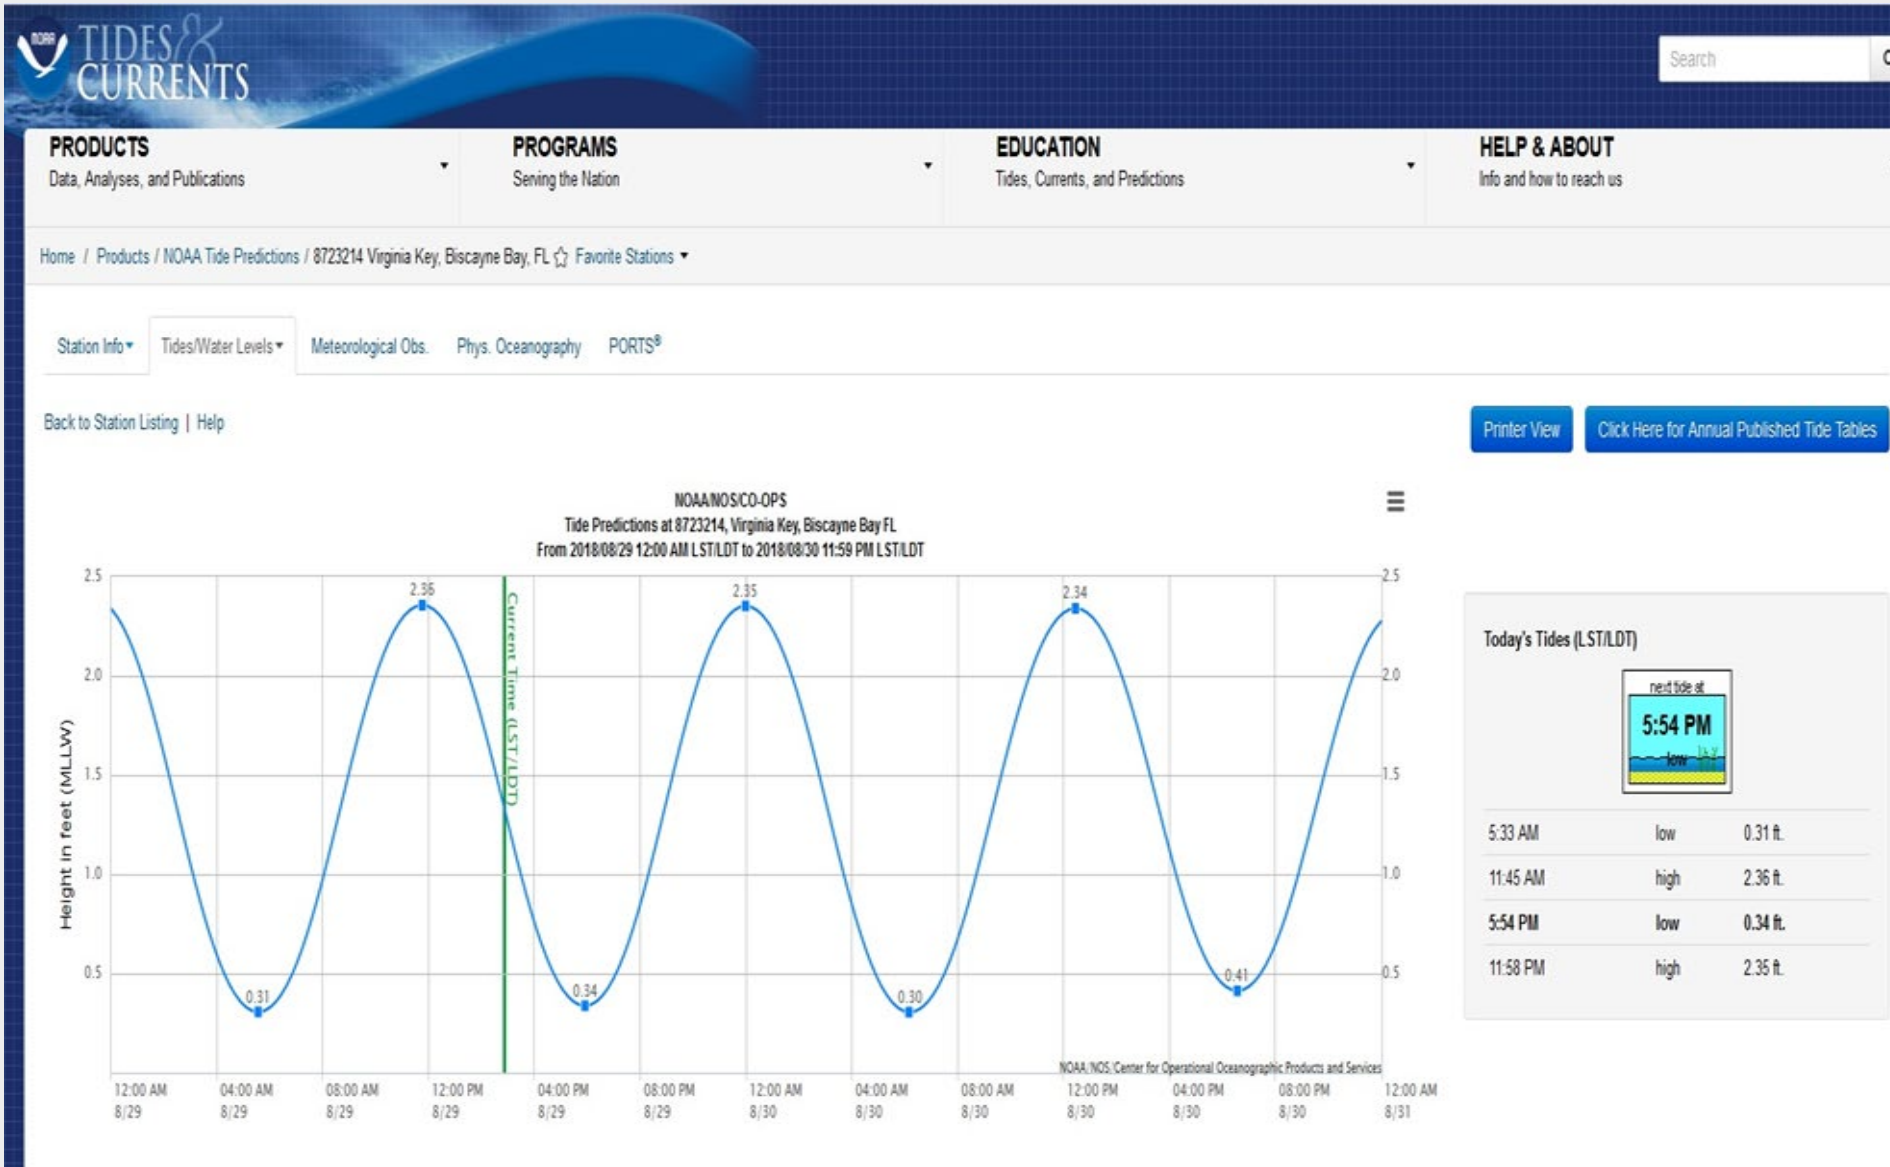 NOAA
TIDES &
CURRENTS
Search
PRODUCTS
Data, Analyses, and Publications
PROGRAMS
Serving the Nation
EDUCATION
Tides, Currents, and Predictions
HELP & ABOUT
Info and how to reach us
Home / Products / NOAA Tide Predictions / 8723214 Virginia Key, Biscayne Bay, FL ☆ Favorite Stations
Station Info Tides/Water Levels Meteorological Obs. Phys. Oceanography PORTS®
Back to Station Listing | Help
Printer View
Click Here for Annual Published Tide Tables
NOAA/NOS/CO-OPS
Tide Predictions at 8723214, Virginia Key, Biscayne Bay FL
From 2018/08/29 12:00 AM LST/LDT to 2018/08/30 11:59 PM LST/LDT
Height in feet (MLLW)
2.5
2.0
1.5
1.0
0.5
2.36
2.35
2.34
0.31
0.34
0.30
0.41
Current Time (LST/LDT)
2.5
2.0
1.5
1.0
0.5
NOAA/NOS/Center for Operational Oceanographic Products and Services
12:00 AM 04:00 AM 08:00 AM 12:00 PM 04:00 PM 08:00 PM 12:00 AM 04:00 AM 08:00 AM 12:00 PM 04:00 PM 08:00 PM 12:00 AM
8/29 8/29 8/29 8/29 8/29 8/29 8/30 8/30 8/30 8/30 8/30 8/30 8/31
Today's Tides (LST/LDT)
next tide at
5:54 PM
low
5:33 AM low 0.31 ft.
11:45 AM high 2.36 ft.
5:54 PM low 0.34 ft.
11:58 PM high 2.35 ft.